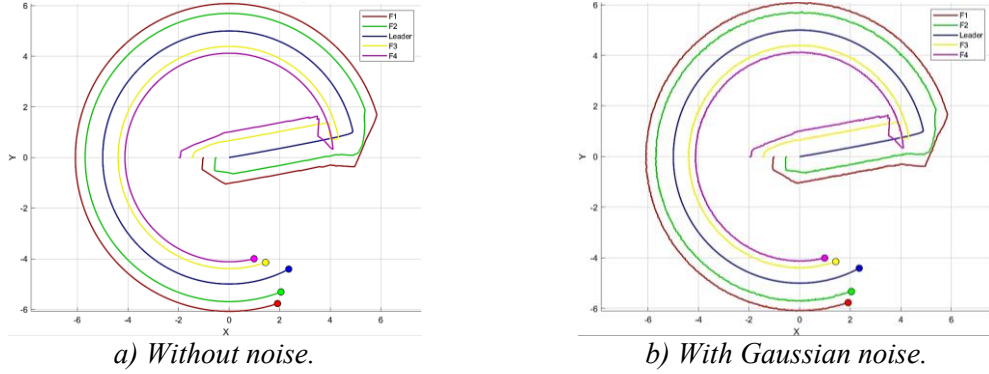 F1
F2
Leader
F3
F4
6
4
2
0
-2
-4
-6
Y
-8 -6 -4 -2 0 2 4 6
X
a) Without noise.
F1
F2
Leader
F3
F4
6
4
2
0
-2
-4
-6
Y
-8 -6 -4 -2 0 2 4 6
X
b) With Gaussian noise.